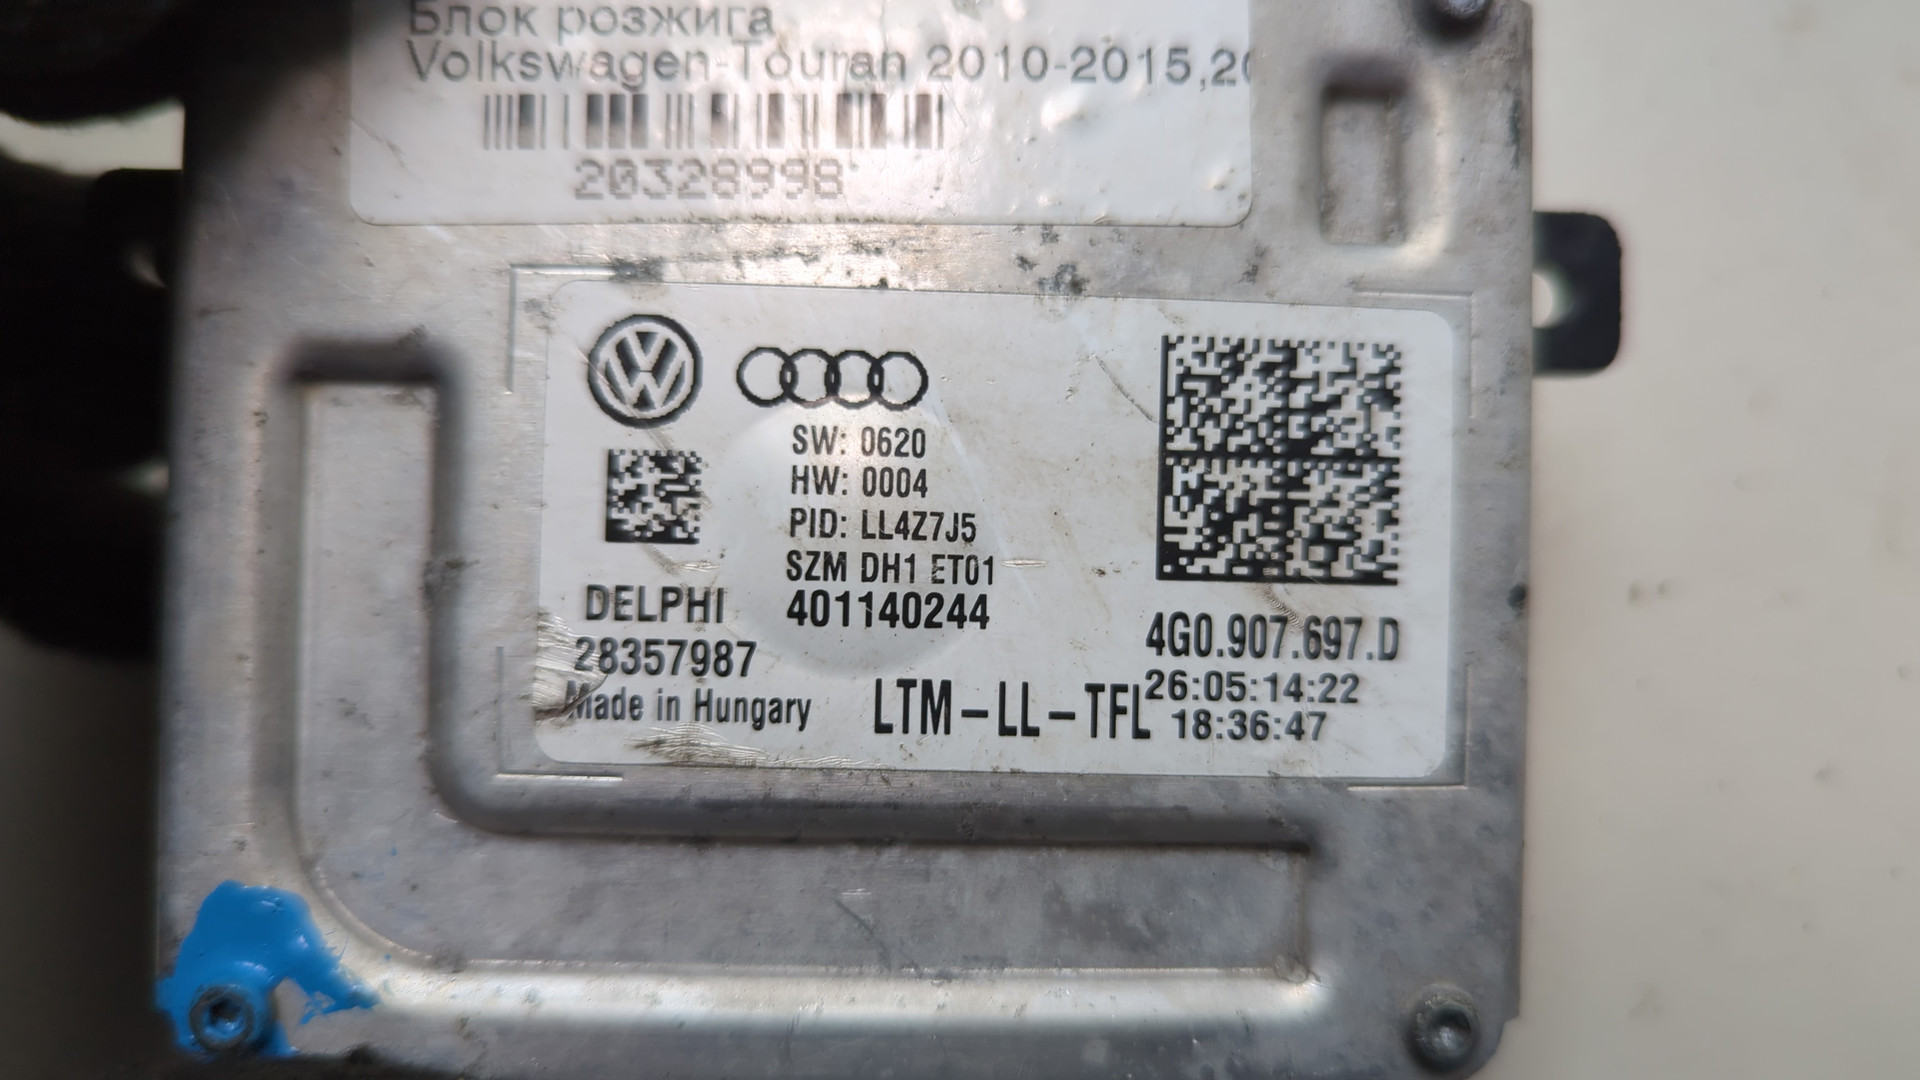 Блок розжига
Volkswagen-Touran 2010-2015,20
20328998
SW: 0620
HW: 0004
PID: LL4Z7J5
SZM DH1 ET01
401140244
DELPHI
28357987
Made in Hungary
LTM-LL-TFL
4G0.907.697.D
26:05:14:22
18:36:47